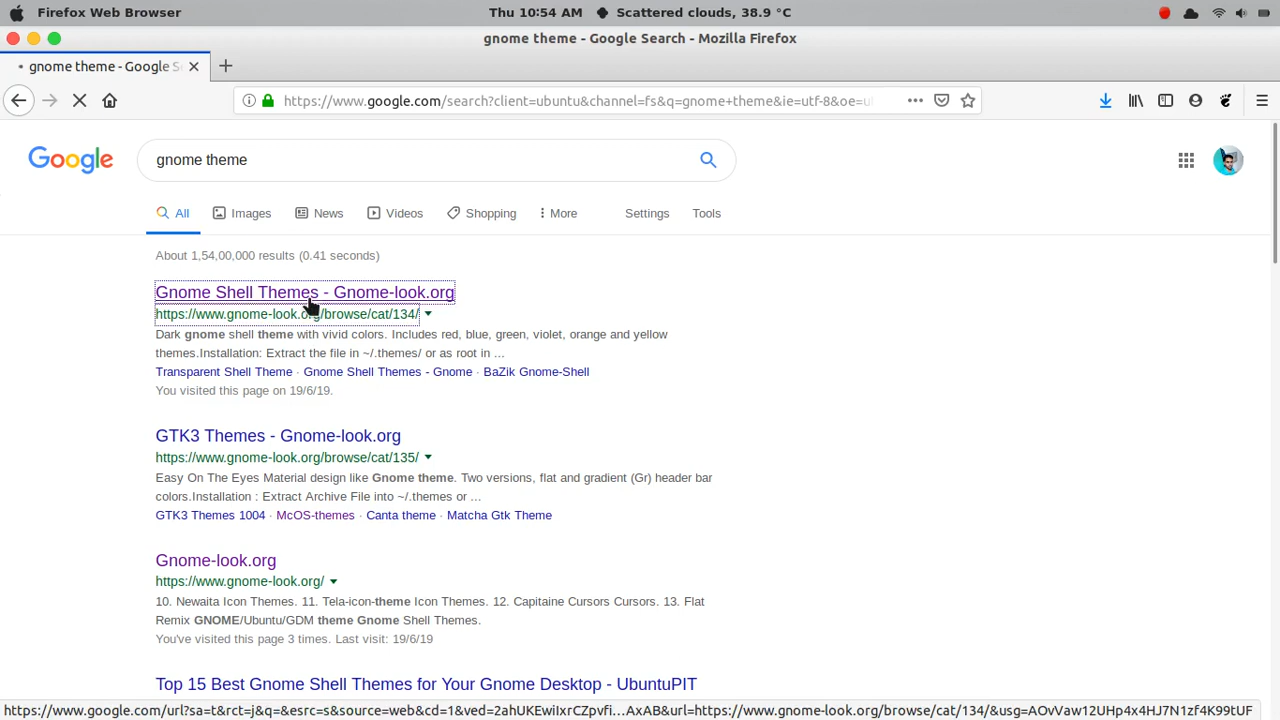 Firefox Web Browser
Thu 10:54 AM
Scattered clouds, 38.9 °C
gnome theme - Google Search - Mozilla Firefox
gnome theme - Google S
https://www.google.com/search?client=ubuntu&channel=fs&q=gnome+theme&ie=utf-8&oe=u
Google
gnome theme
All
Images
News
Videos
Shopping
More
Settings
Tools
About 1,54,00,000 results (0.41 seconds)
Gnome Shell Themes - Gnome-look.org
https://www.gnome-look.org/browse/cat/134/
Dark gnome shell theme with vivid colors. Includes red, blue, green, violet, orange and yellow
themes.Installation: Extract the file in ~/.themes/ or as root in ...
Transparent Shell Theme · Gnome Shell Themes - Gnome · BaZik Gnome-Shell
You visited this page on 19/6/19.
GTK3 Themes - Gnome-look.org
https://www.gnome-look.org/browse/cat/135/
Easy On The Eyes Material design like Gnome theme. Two versions, flat and gradient (Gr) header bar
colors.Installation : Extract Archive File into ~/.themes or ...
GTK3 Themes 1004 · McOS-themes · Canta theme · Matcha Gtk Theme
Gnome-look.org
https://www.gnome-look.org/
10. Newaita Icon Themes. 11. Tela-icon-theme Icon Themes. 12. Capitaine Cursors Cursors. 13. Flat
Remix GNOME/Ubuntu/GDM theme Gnome Shell Themes.
You've visited this page 3 times. Last visit: 19/6/19
Top 15 Best Gnome Shell Themes for Your Gnome Desktop - UbuntuPIT
https://www.google.com/url?sa=t&rct=j&q=&esrc=s&source=web&cd=1&ved=2ahUKEwiIxrCZpvfi...AxAB&url=https://www.gnome-look.org/browse/cat/134/&usg=AOvVaw12UHp4x4HJ7N1zf4K99tUF